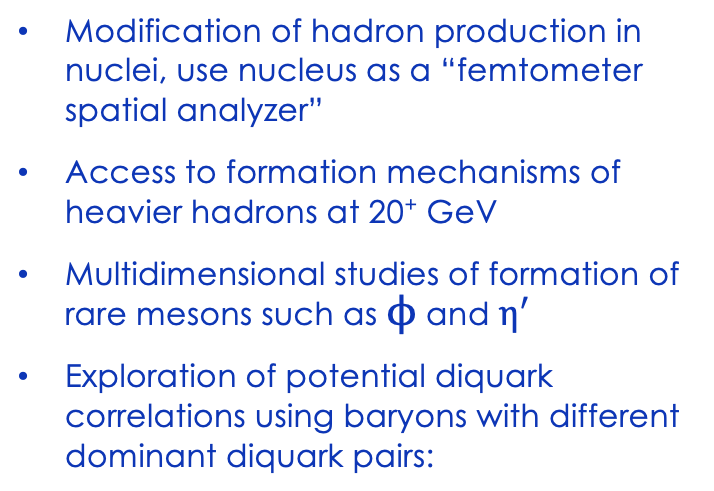 • Modification of hadron production in
nuclei, use nucleus as a “femtometer
spatial analyzer”
• Access to formation mechanisms of
heavier hadrons at 20⁺ GeV
• Multidimensional studies of formation of
rare mesons such as ϕ and η′
• Exploration of potential diquark
correlations using baryons with different
dominant diquark pairs: